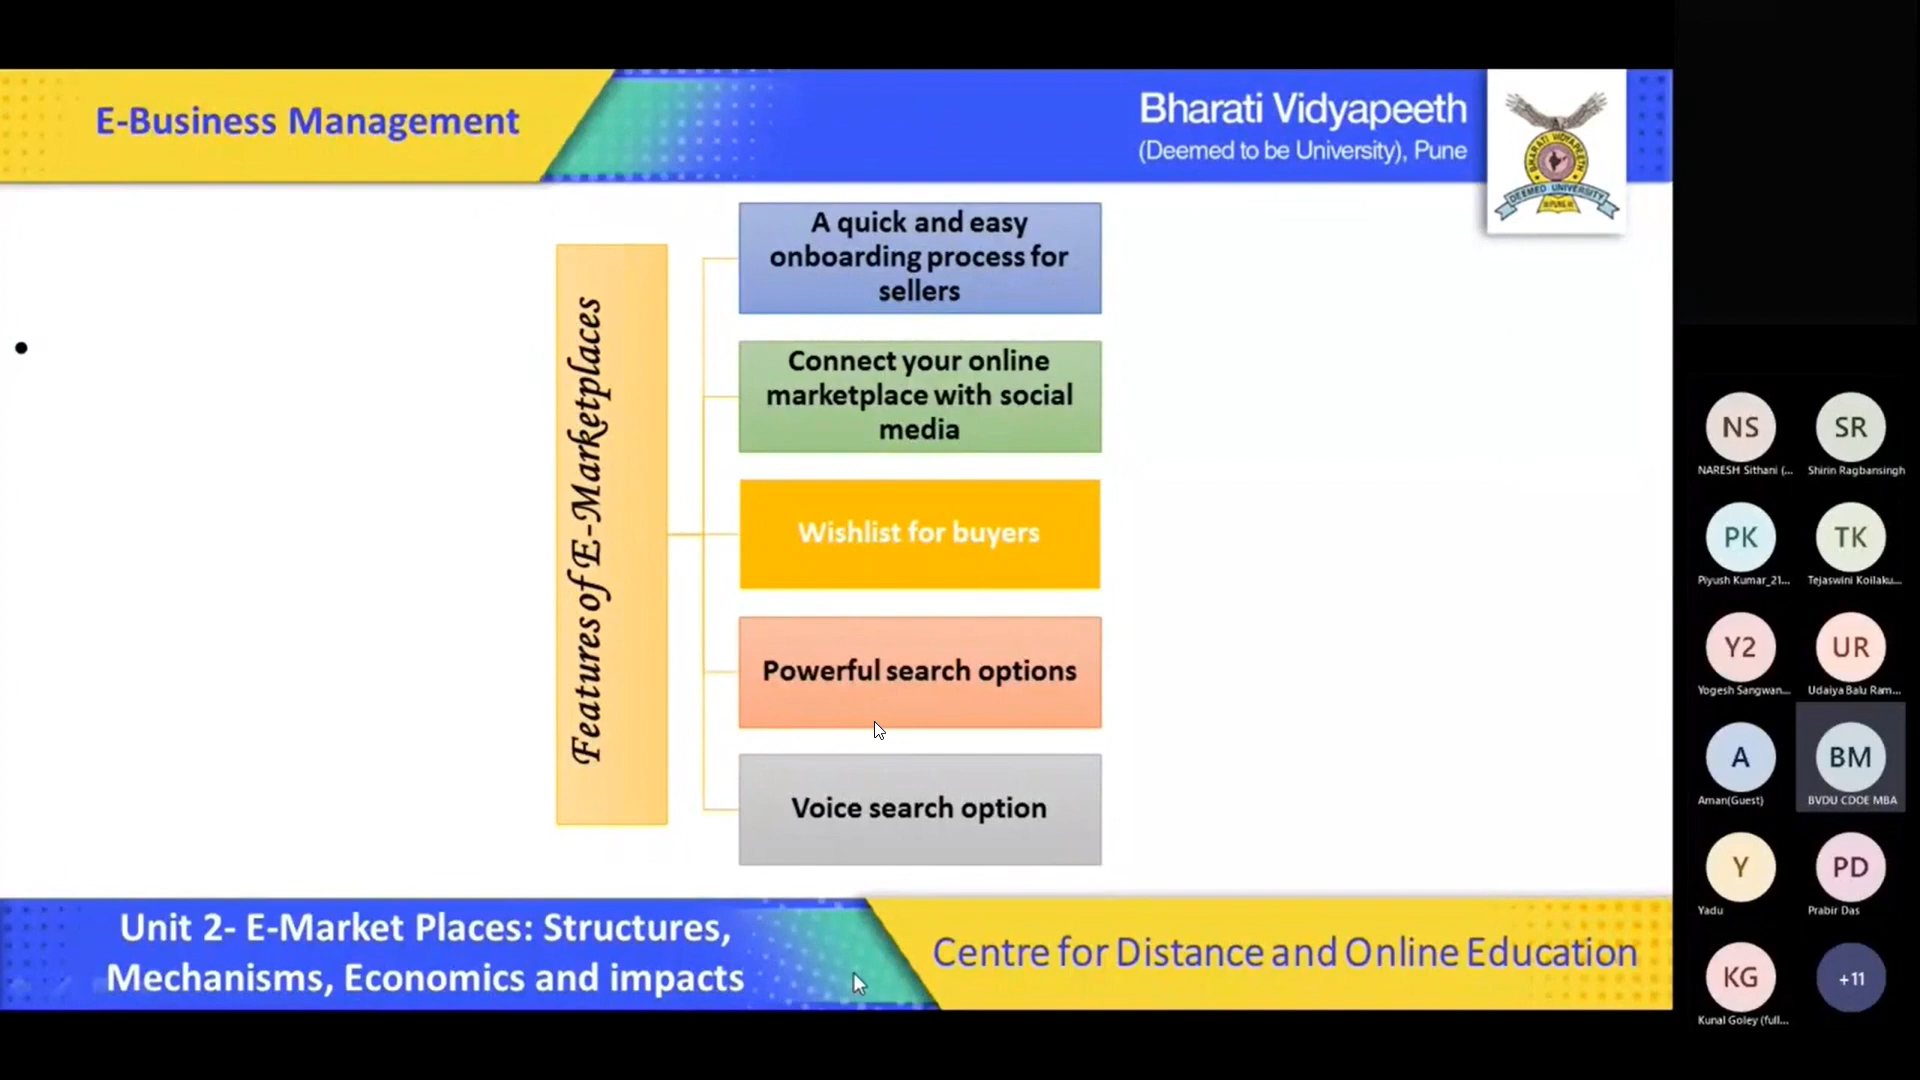 E-Business Management
Bharati Vidyapeeth
(Deemed to be University), Pune
BHARATI VIDYAPEETH
DEEMED UNIVERSITY
Features of E-Marketplaces
A quick and easy
onboarding process for
sellers
Connect your online
marketplace with social
media
Wishlist for buyers
Powerful search options
Voice search option
Unit 2- E-Market Places: Structures,
Mechanisms, Economics and impacts
Centre for Distance and Online Education
NS
NARESH Sithani (...
SR
Shirin Ragbansingh
PK
Piyush Kumar_21...
TK
Tejaswini Koilaku...
Y2
Yogesh Sangwan...
UR
Udaiya Balu Ram...
A
Aman(Guest)
BM
BVDU CDOE MBA
Y
Yadu
PD
Prabir Das
KG
Kunal Goley (full...
+11